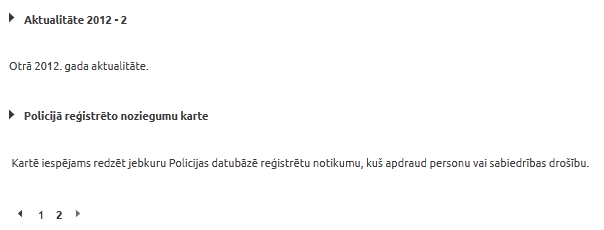 Aktualitāte 2012 - 2
Otrā 2012. gada aktualitāte.
Policijā reģistrēto noziegumu karte
Kartē iespējams redzēt jebkuru Policijas datubāzē reģistrētu notikumu, kuš apdraud personu vai sabiedrības drošību.
1 2